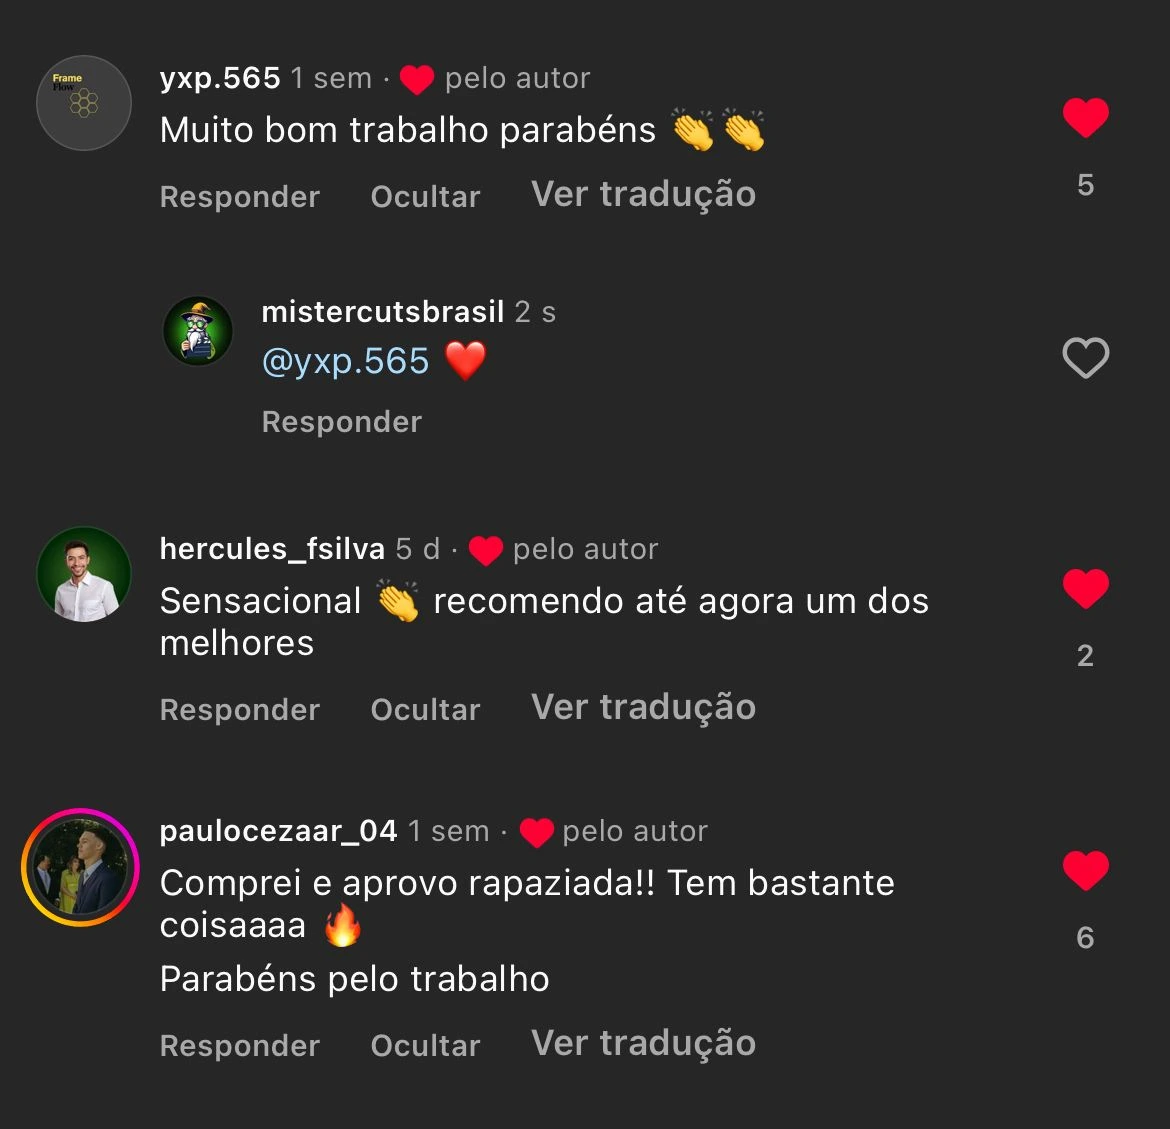 Frame
Flow
yxp.565 1 sem · ❤️ pelo autor
Muito bom trabalho parabéns 👏👏
Responder Ocultar Ver tradução
5
mistercutsbrasil 2 s
@yxp.565 ❤️
Responder
hercules_fsilva 5 d · ❤️ pelo autor
Sensacional 👏 recomendo até agora um dos
melhores
2
Responder Ocultar Ver tradução
paulocezaar_04 1 sem · ❤️ pelo autor
Comprei e aprovo rapaziada!! Tem bastante
coisaaaa 🔥
6
Parabéns pelo trabalho
Responder Ocultar Ver tradução